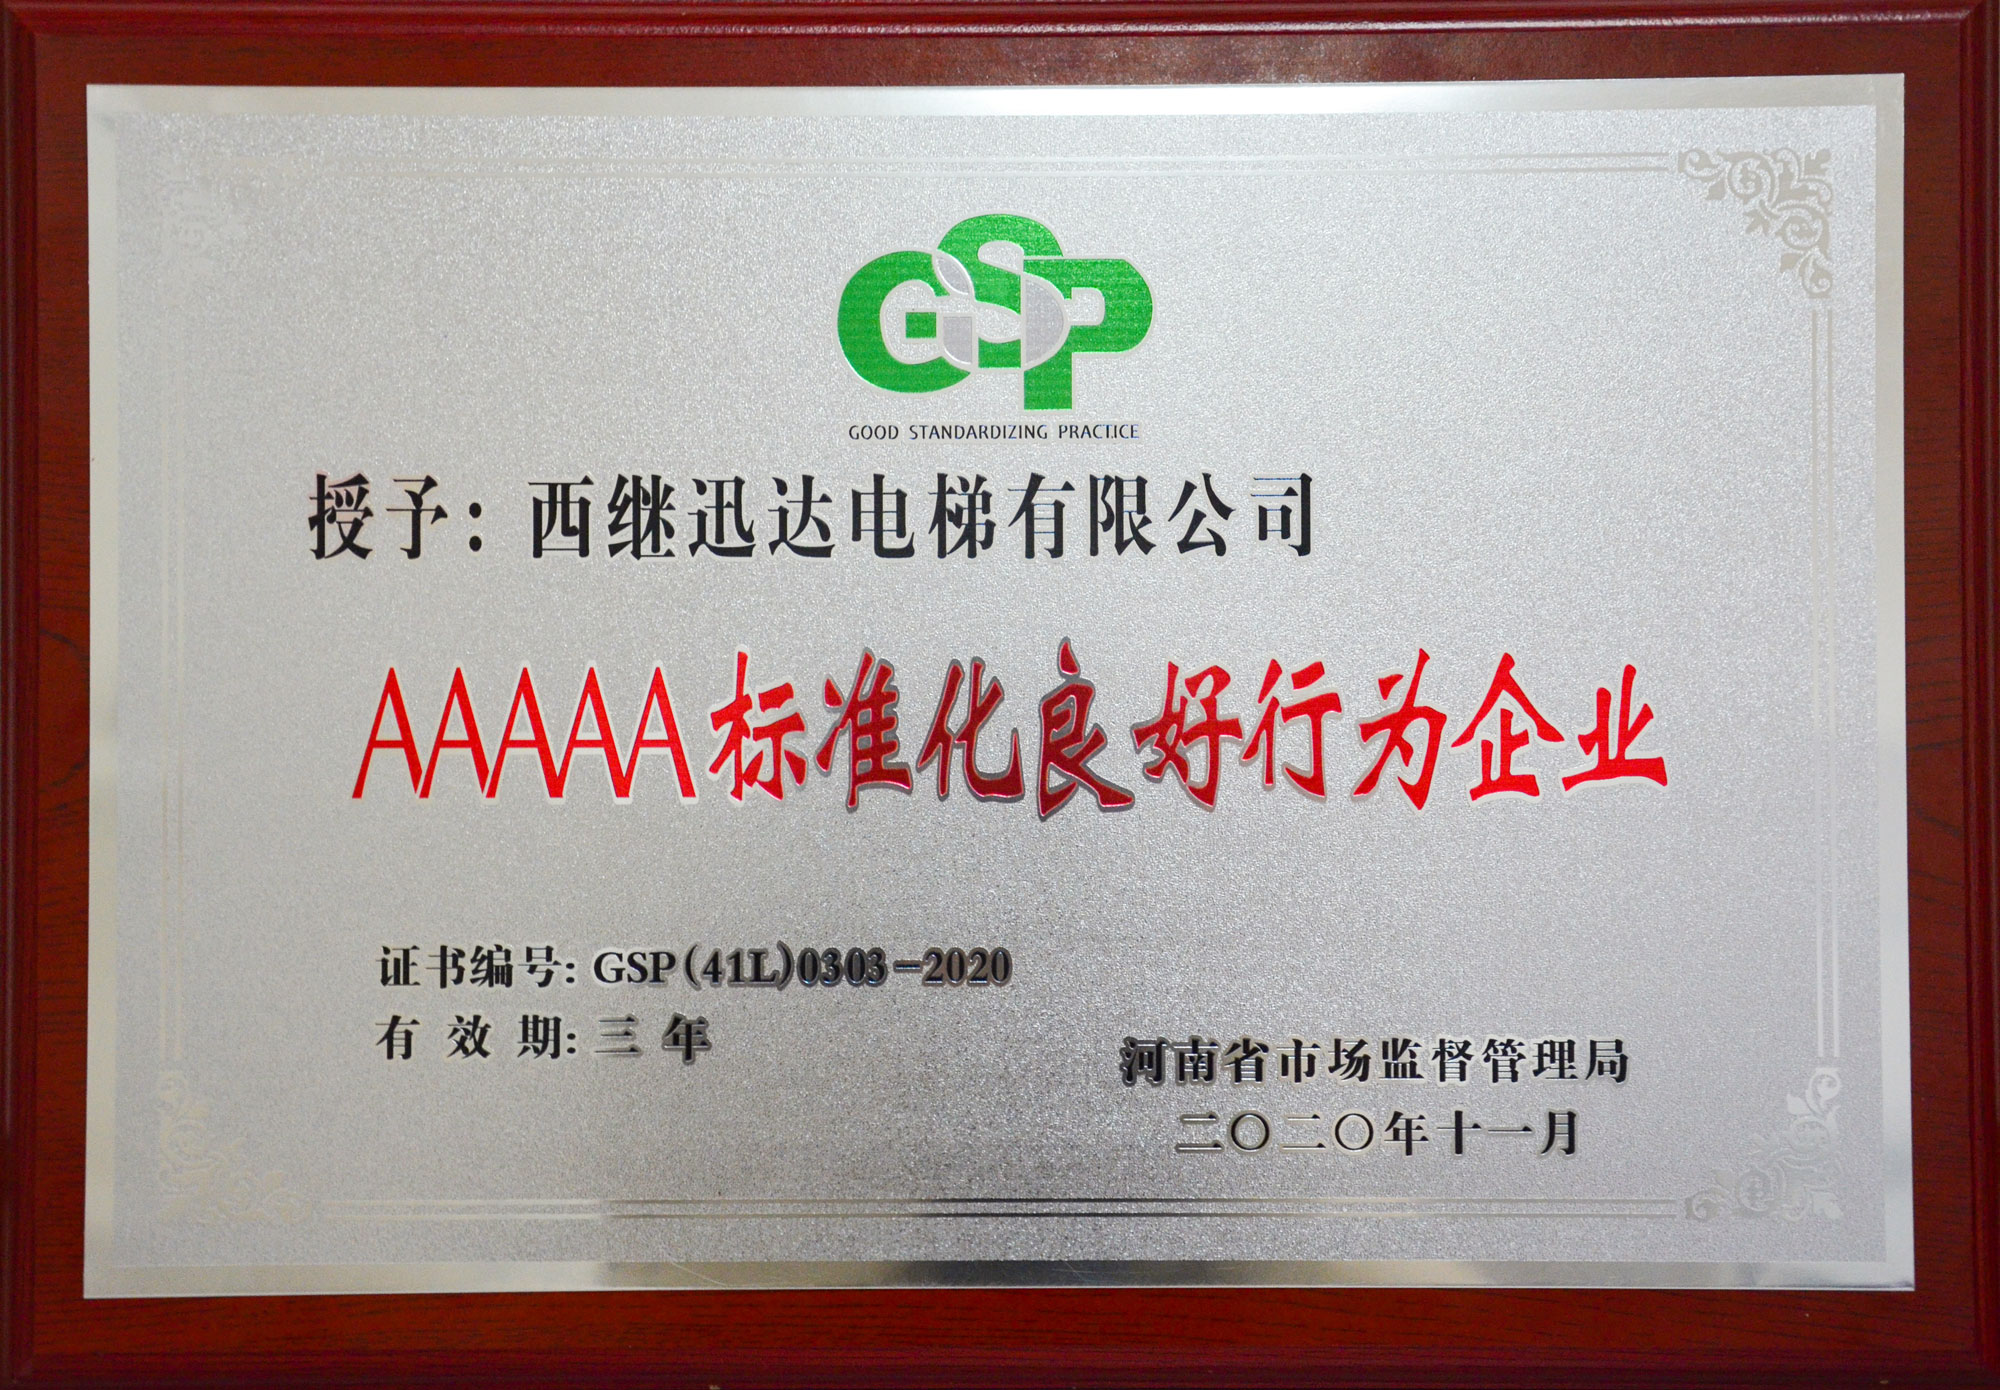 GSP
GOOD STANDARDIZING PRACTICE
授予：西继迅达电梯有限公司
AAAAA标准化良好行为企业
证书编号：GSP(41L)0303-2020
有 效 期：三 年
河南省市场监督管理局
二〇二〇年十一月